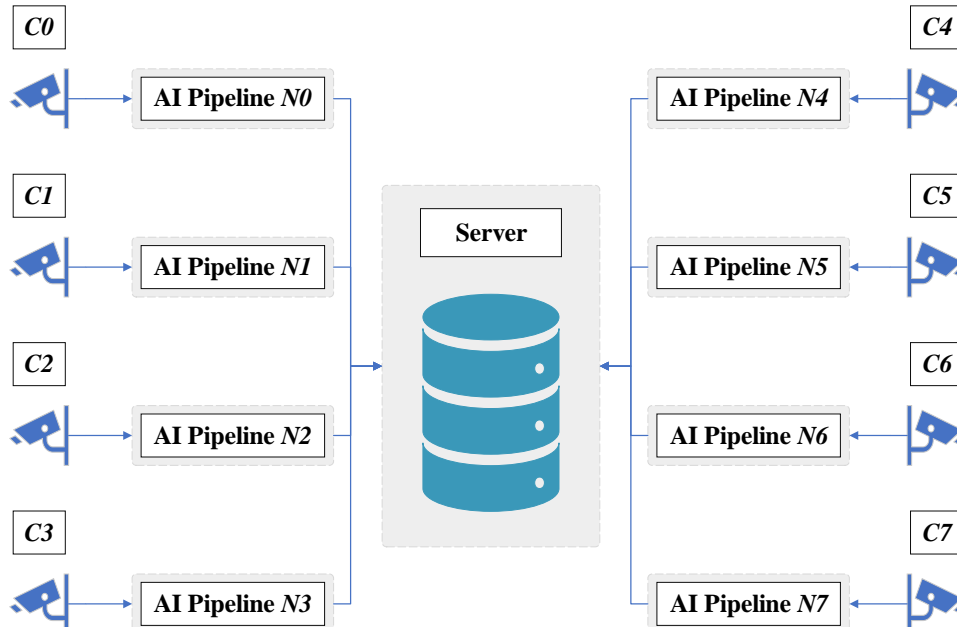 C0
C4
AI Pipeline N0
AI Pipeline N4
C1
C5
Server
AI Pipeline N1
AI Pipeline N5
C2
C6
AI Pipeline N2
AI Pipeline N6
C3
C7
AI Pipeline N3
AI Pipeline N7